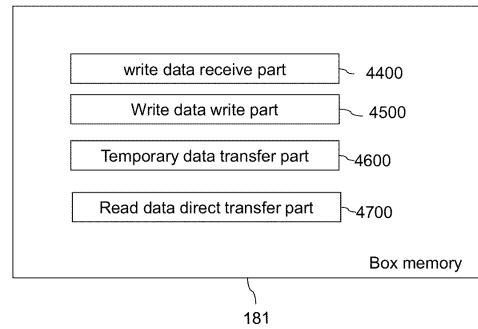 write data receive part 4400
Write data write part 4500
Temporary data transfer part 4600
Read data direct transfer part 4700
Box memory
181